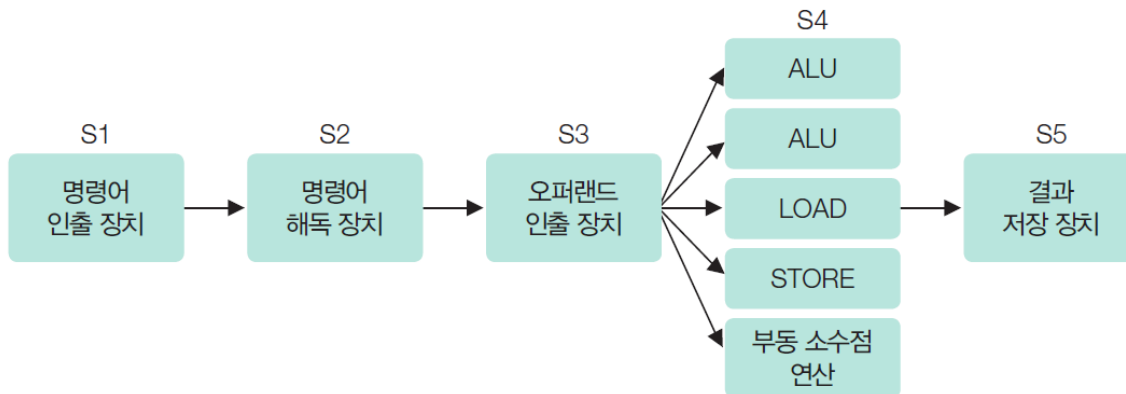 S1
명령어
인출 장치
S2
명령어
해독 장치
S3
오퍼랜드
인출 장치
S4
ALU
ALU
LOAD
STORE
부동 소수점
연산
S5
결과
저장 장치